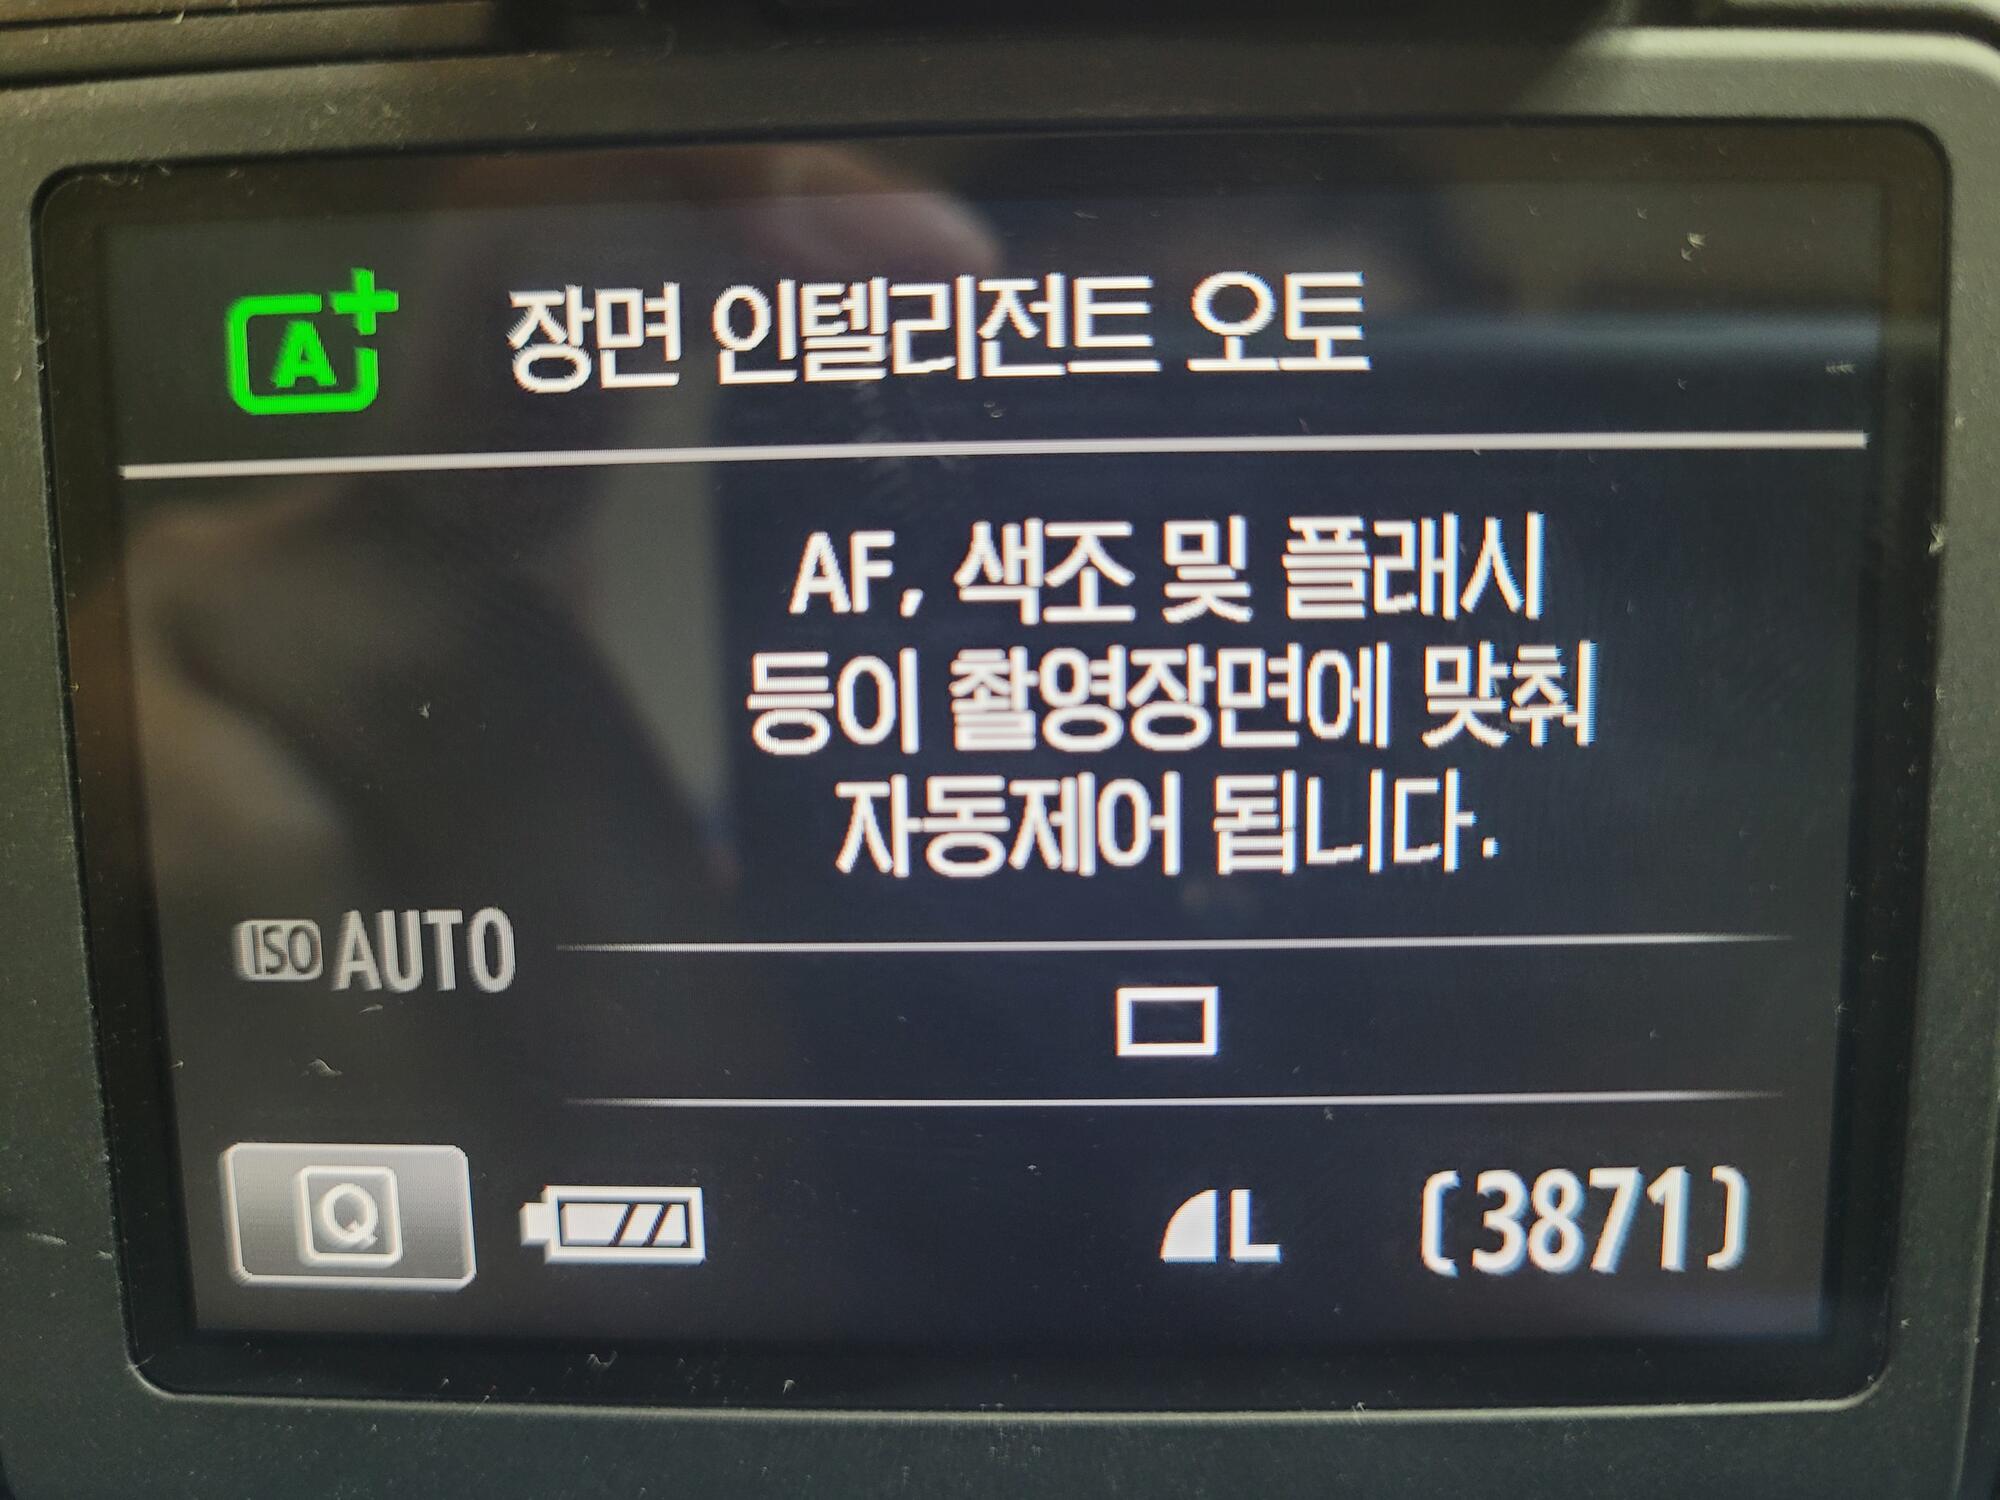 A+ 장면 인텔리전트 오토
AF, 색조 및 플래시
등이 촬영장면에 맞춰
자동제어 됩니다.
ISO AUTO
Q L (3871)